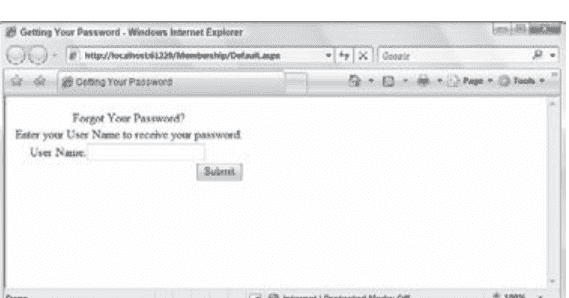 Getting Your Password - Windows Internet Explorer
http://localhost:61229/Membership/Default.aspx
Google
Getting Your Password
Page
Tools
Forgot Your Password?
Enter your User Name to receive your password.
User Name:
Submit
Done
Internet | Protected Mode: Off
100%